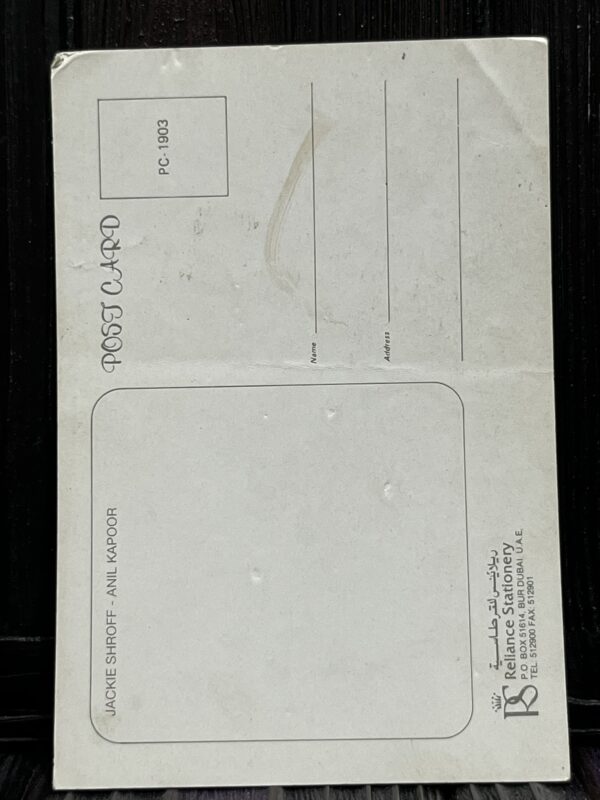 JACKIE SHROFF - ANIL KAPOOR
POST CARD
PC-1903
Name
Address
ريلاينس للقرطاسية
Reliance Stationery
P.O. BOX 51614, BUR DUBAI U.A.E.
TEL: 512900 FAX: 512901